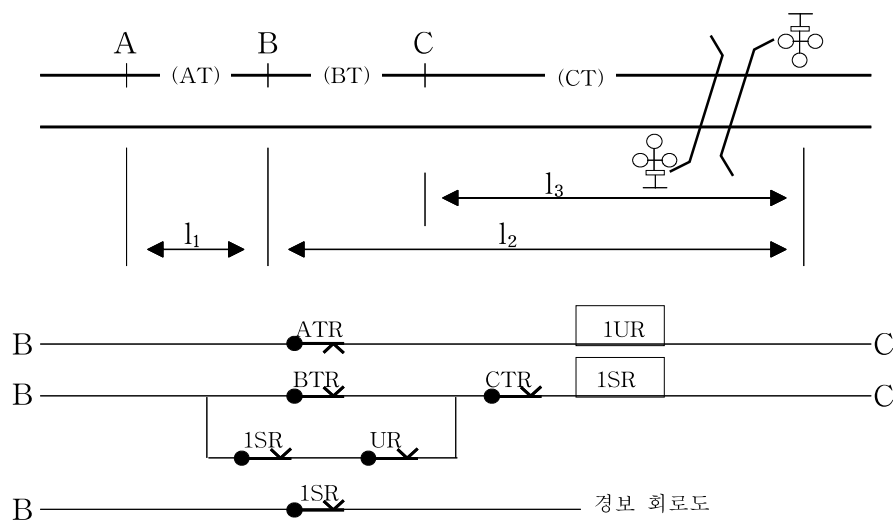 A B C
(AT) (BT) (CT)
l₃
l₁ l₂
ATR 1UR
B C
BTR CTR 1SR
B C
1SR UR
1SR
B 경보 회로도